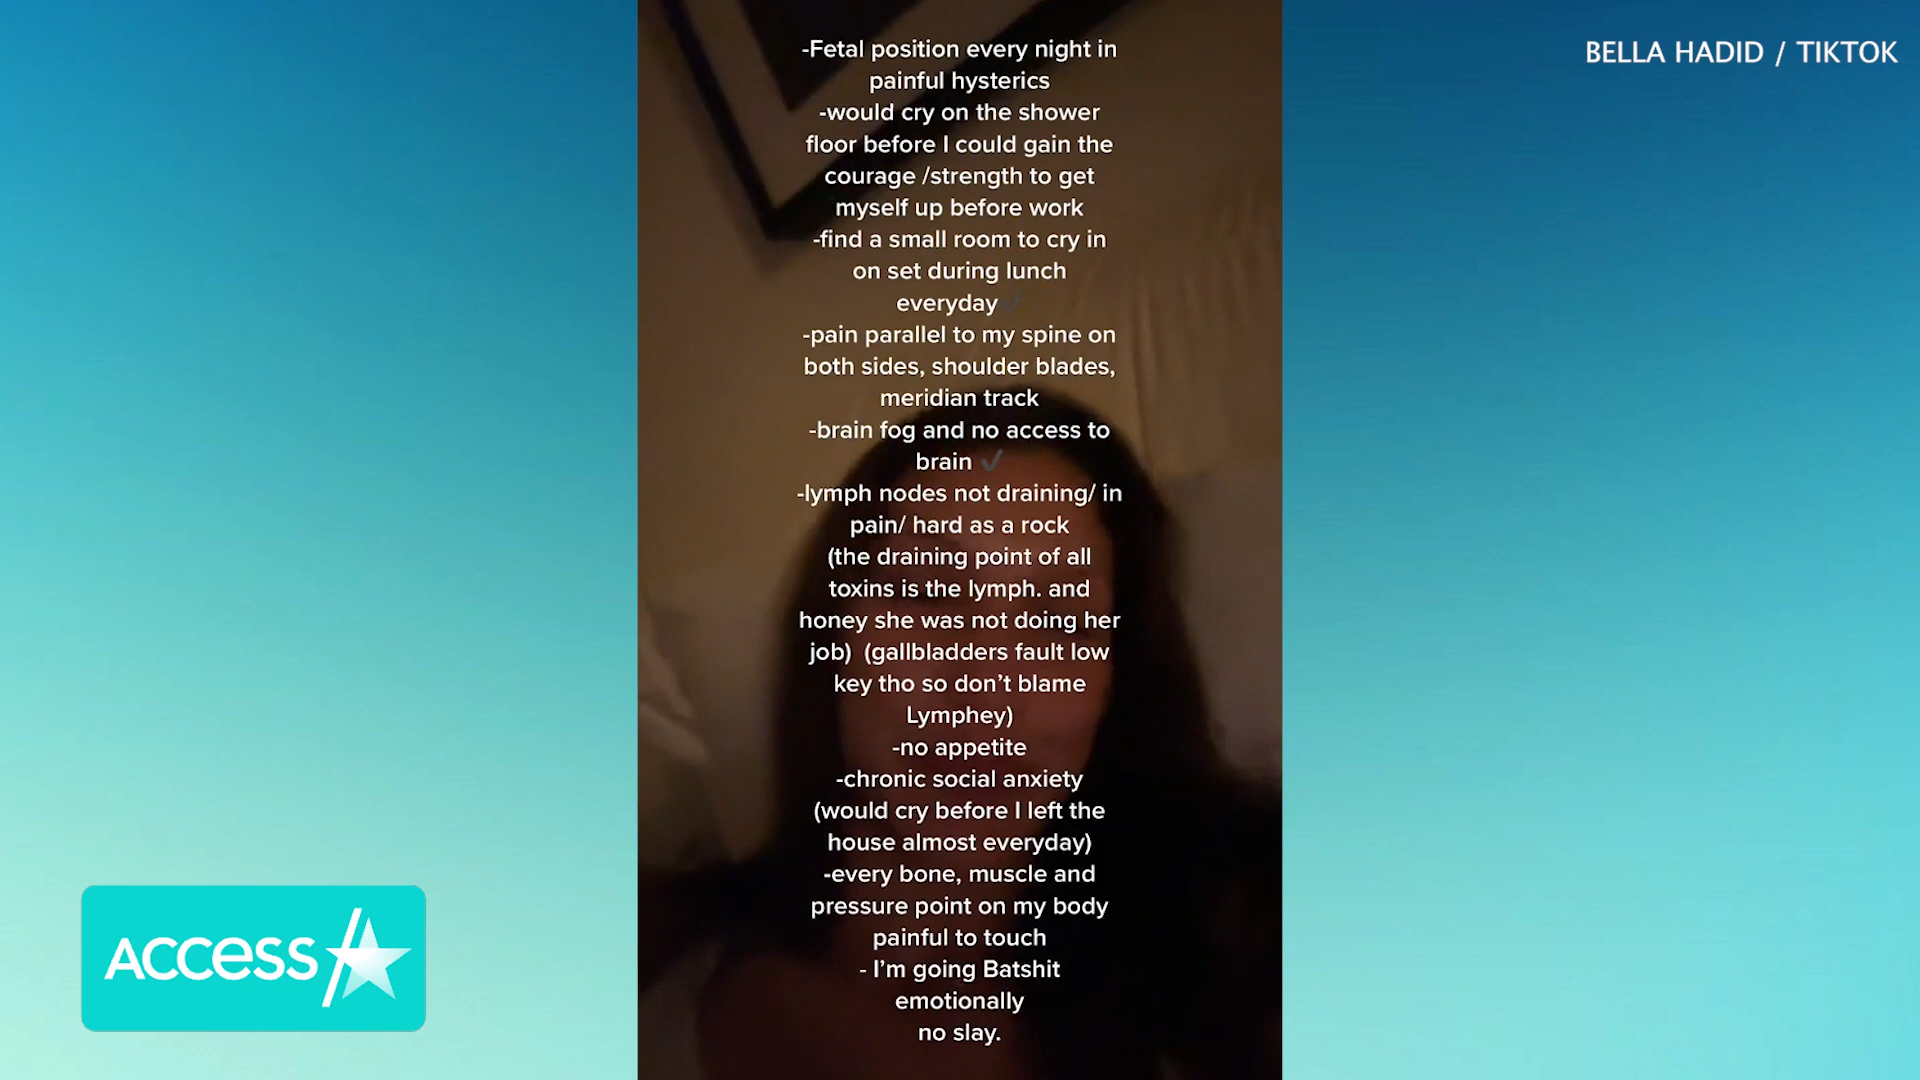 BELLA HADID / TIKTOK
-Fetal position every night in
painful hysterics
-would cry on the shower
floor before I could gain the
courage /strength to get
myself up before work
-find a small room to cry in
on set during lunch
everyday✔
-pain parallel to my spine on
both sides, shoulder blades,
meridian track
-brain fog and no access to
brain ✔
-lymph nodes not draining/ in
pain/ hard as a rock
(the draining point of all
toxins is the lymph. and
honey she was not doing her
job)  (gallbladders fault low
key tho so don’t blame
Lymphey)
-no appetite
-chronic social anxiety
(would cry before I left the
house almost everyday)
-every bone, muscle and
pressure point on my body
painful to touch
- I’m going Batshit
emotionally
no slay.
ACCESS